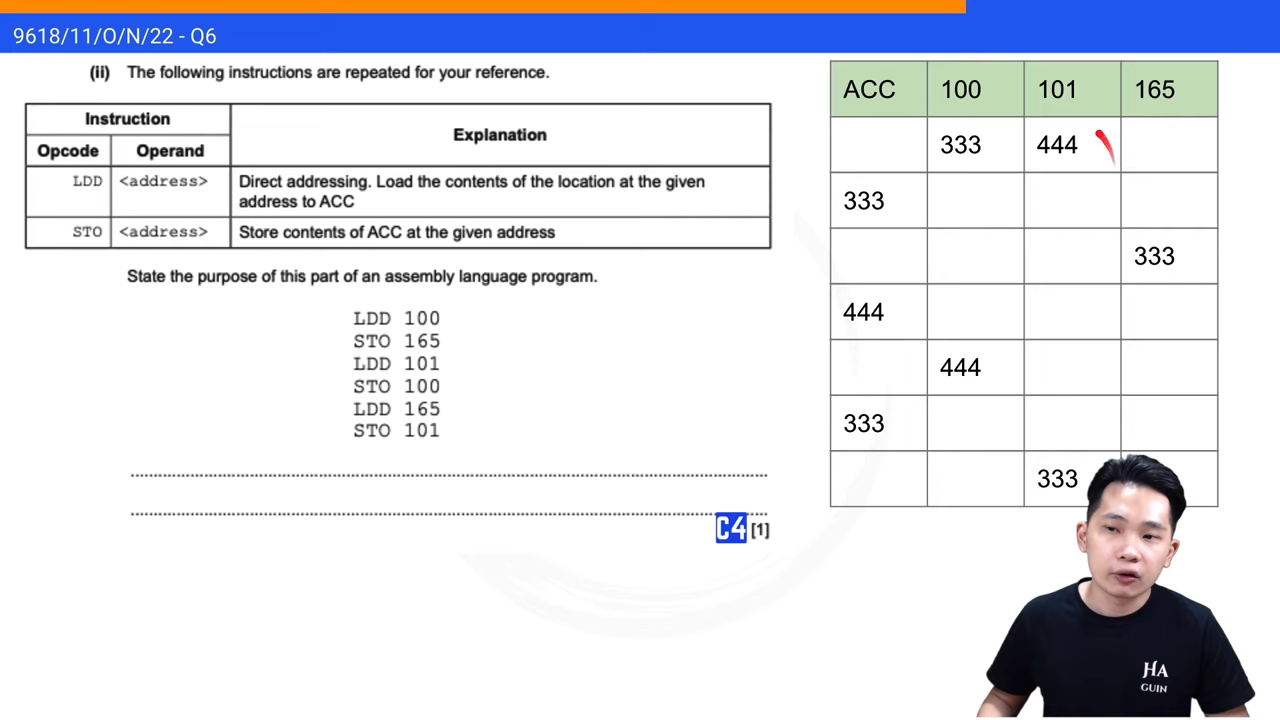 9618/11/O/N/22 - Q6
(ii) The following instructions are repeated for your reference.
Instruction
Explanation
Opcode Operand
LDD <address> Direct addressing. Load the contents of the location at the given
address to ACC
STO <address> Store contents of ACC at the given address
State the purpose of this part of an assembly language program.
LDD 100
STO 165
LDD 101
STO 100
LDD 165
STO 101
C4 [1]
ACC 100 101 165
333 444
333
333
444
444
333
333
HA
GUIN